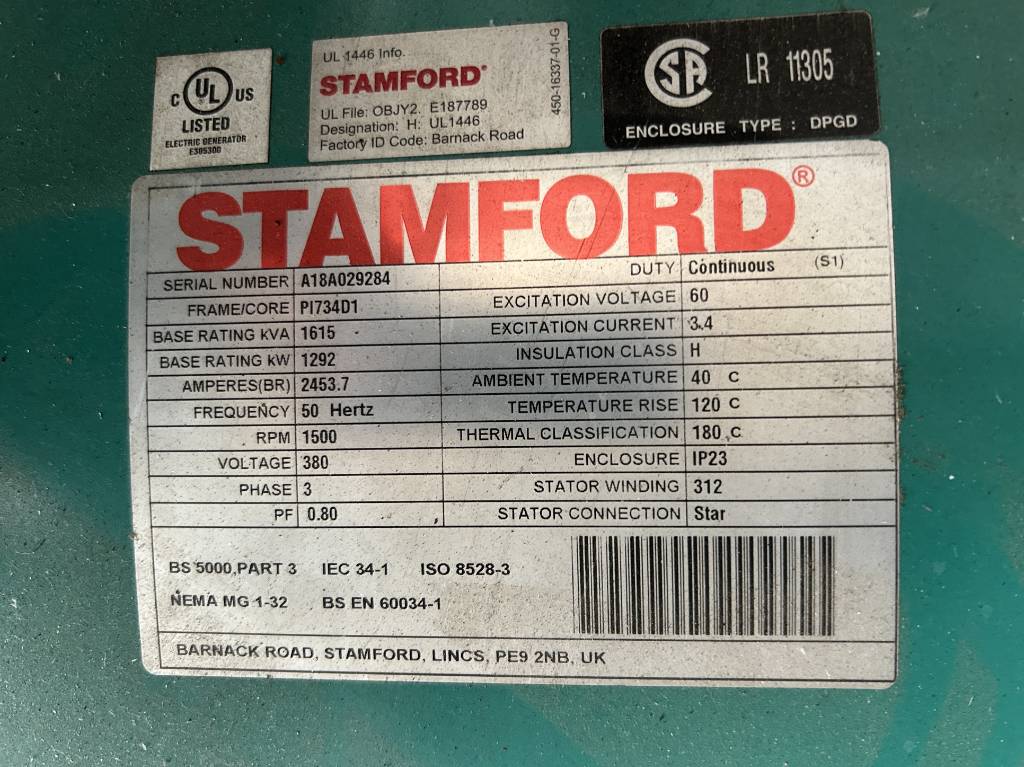 C UL US
LISTED
ELECTRIC GENERATOR
E305300
UL 1446 Info.
STAMFORD
UL File: OBJY2. E187789
Designation: H: UL1446
Factory ID Code: Barnack Road
450-16337-01-G
SA LR 11305
ENCLOSURE TYPE : DPGD
STAMFORD®
SERIAL NUMBER A18A029284
FRAME/CORE PI734D1
BASE RATING kVA 1615
BASE RATING kW 1292
AMPERES(BR) 2453.7
FREQUENCY 50 Hertz
RPM 1500
VOLTAGE 380
PHASE 3
PF 0.80
DUTY Continuous (S1)
EXCITATION VOLTAGE 60
EXCITATION CURRENT 3.4
INSULATION CLASS H
AMBIENT TEMPERATURE 40 C
TEMPERATURE RISE 120 C
THERMAL CLASSIFICATION 180 C
ENCLOSURE IP23
STATOR WINDING 312
STATOR CONNECTION Star
BS 5000,PART 3 IEC 34-1 ISO 8528-3
NEMA MG 1-32 BS EN 60034-1
BARNACK ROAD, STAMFORD, LINCS, PE9 2NB, UK